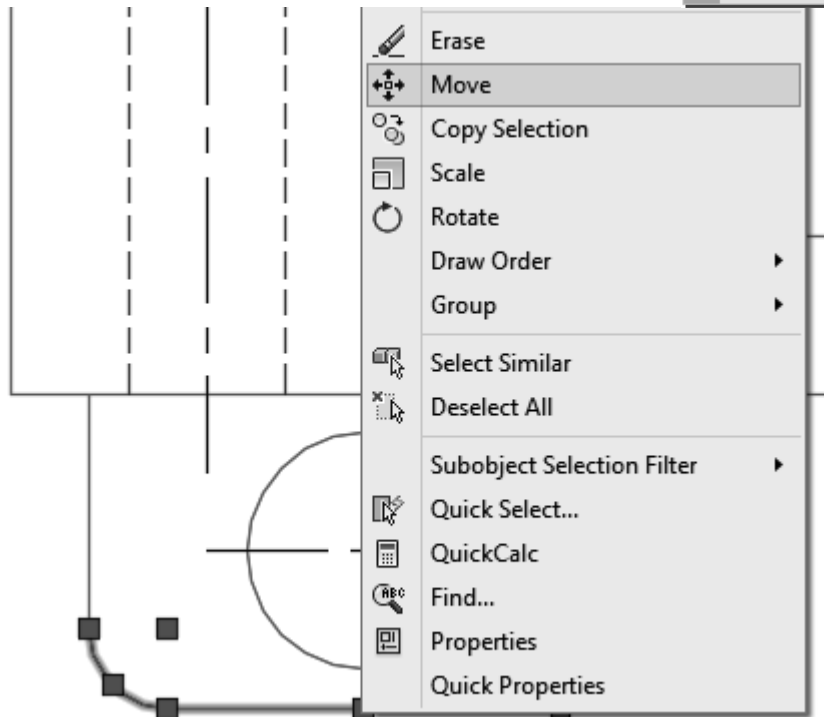 Erase
Move
Copy Selection
Scale
Rotate
Draw Order
Group
Select Similar
Deselect All
Subobject Selection Filter
Quick Select...
QuickCalc
ABC
Find...
Properties
Quick Properties